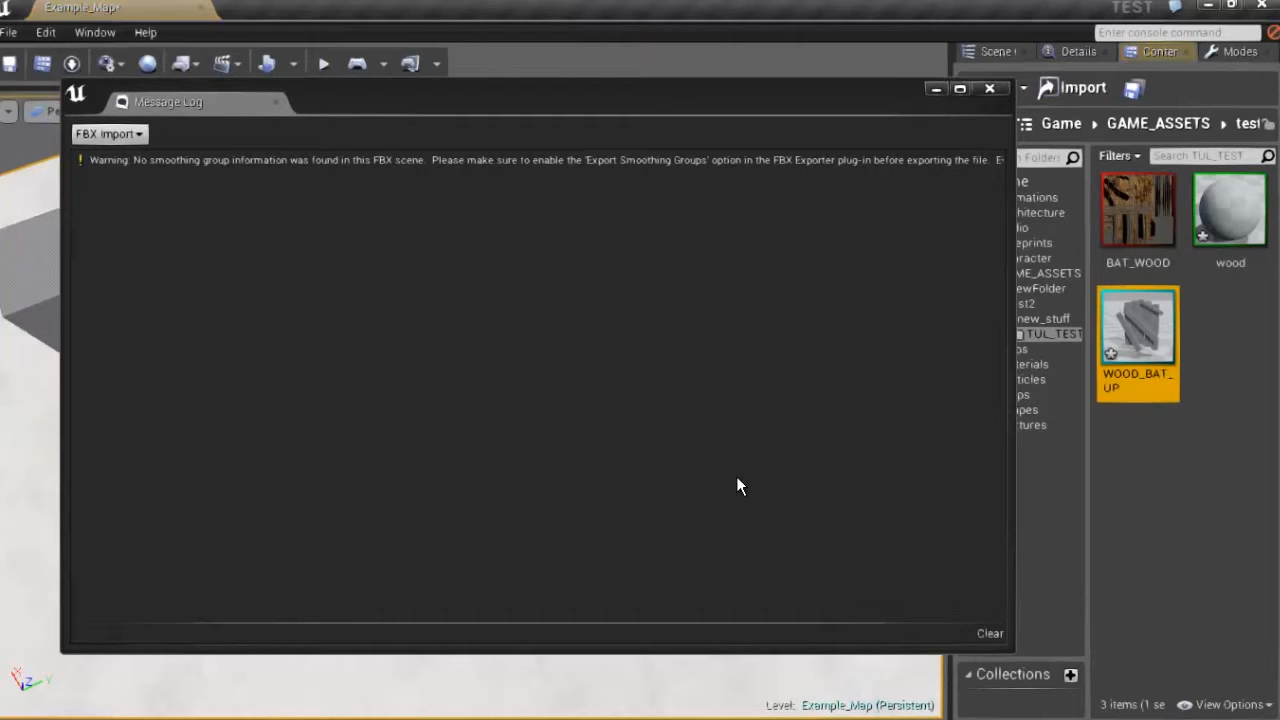 Example_Map*
TEST
File Edit Window Help
Enter console command
Scene Details Conter Modes
Message Log
Import
FBX Import
Game GAME_ASSETS test
Warning: No smoothing group information was found in this FBX scene. Please make sure to enable the 'Export Smoothing Groups' option in the FBX Exporter plug-in before exporting the file. E
Folder
Filters
Search TUL_TEST
ne
mations
hitecture
dio
eprints
racter
ME_ASSETS
ewFolder
st2
new_stuff
TUL_TEST
ps
terials
ticles
ps
apes
tures
BAT_WOOD
wood
WOOD_BAT_
UP
Clear
Collections
Level: Example_Map (Persistent)
3 items (1 se
View Options